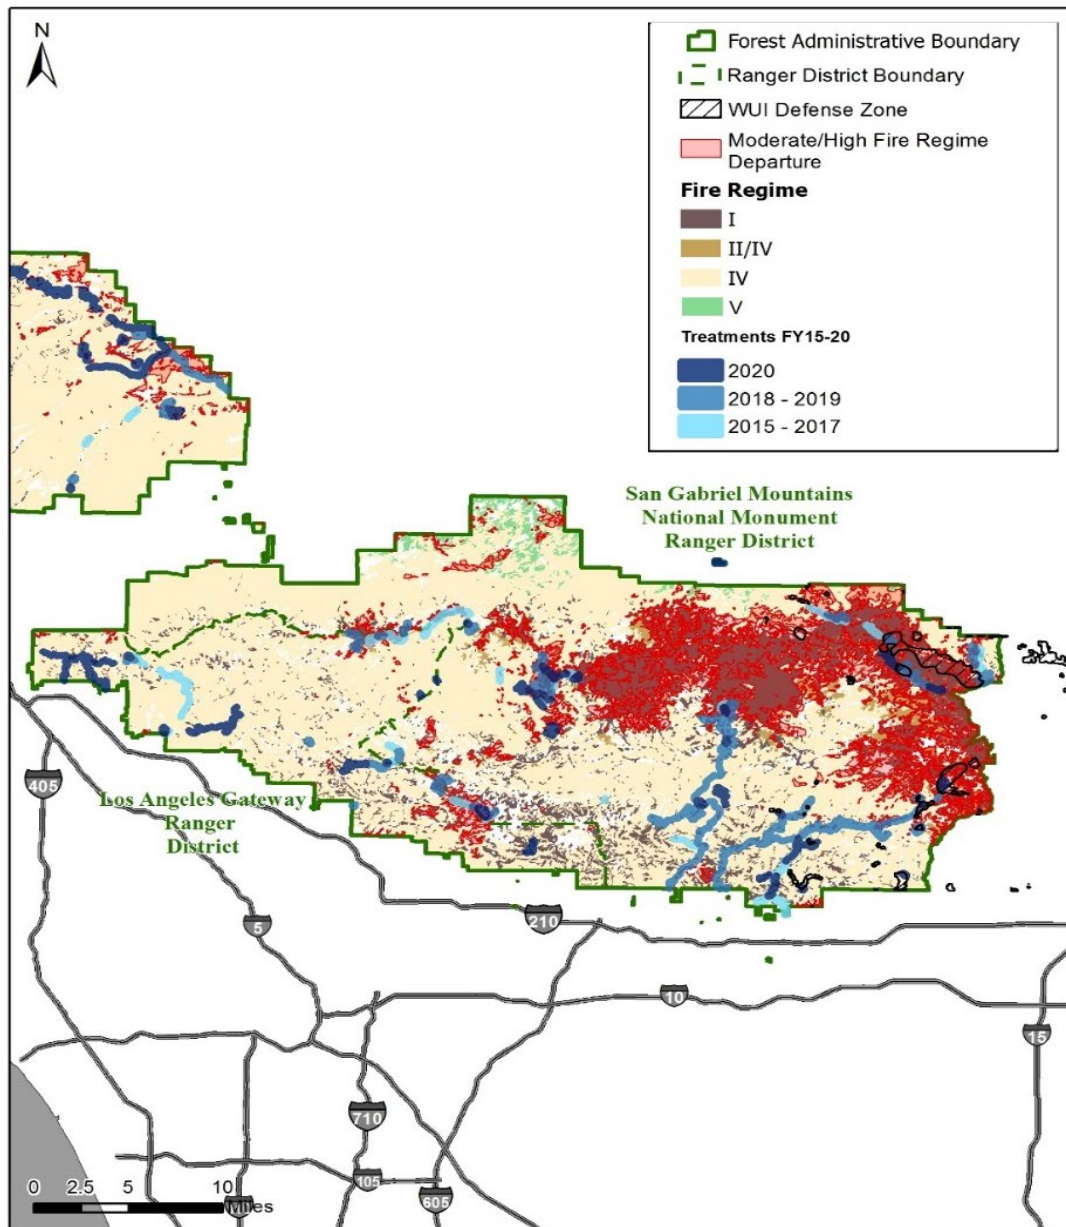 N
Forest Administrative Boundary
Ranger District Boundary
WUI Defense Zone
Moderate/High Fire Regime
Departure
Fire Regime
I
II/IV
IV
V
Treatments FY15-20
2020
2018 - 2019
2015 - 2017
San Gabriel Mountains
National Monument
Ranger District
405
Los Angeles Gateway
Ranger
District
5
210
10
15
710
105
605
0 2.5 5 10
Miles